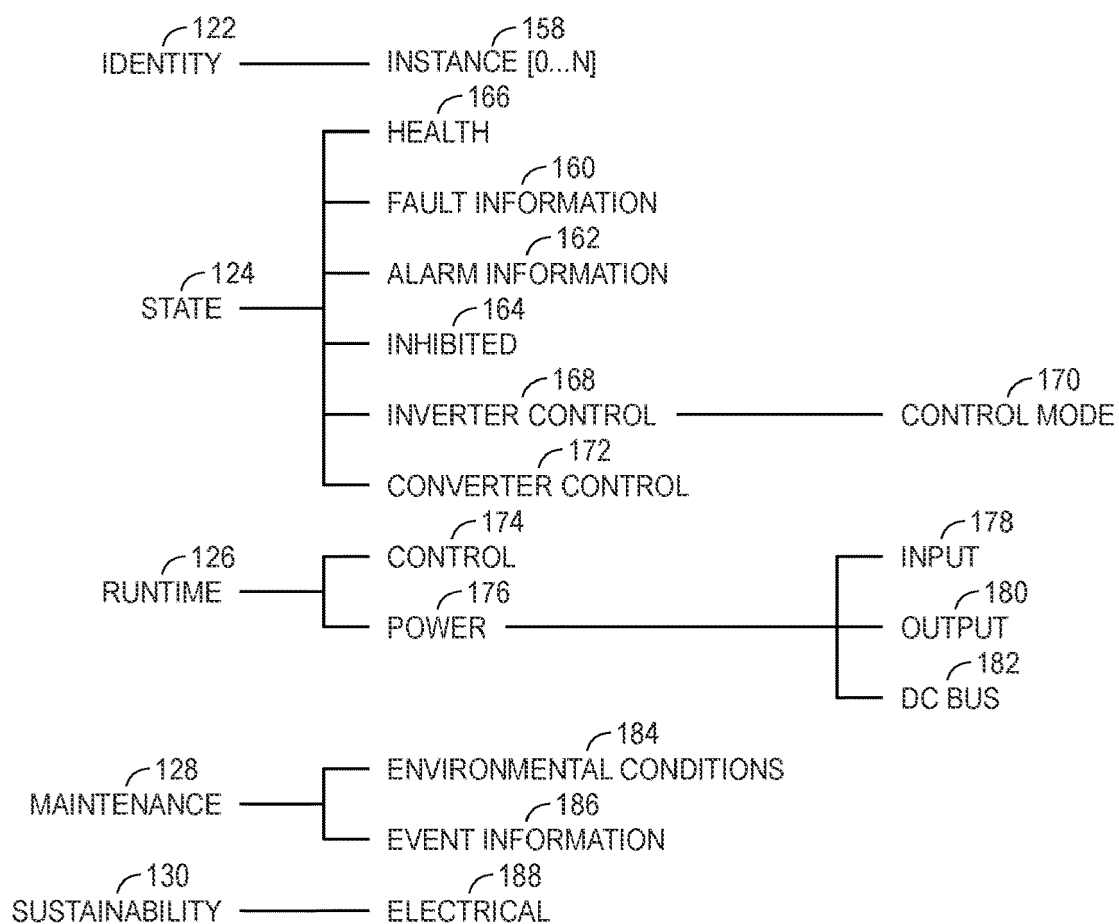 122 158
IDENTITY INSTANCE [0...N]
166
HEALTH
160
FAULT INFORMATION
162
ALARM INFORMATION
124 164
STATE INHIBITED
168 170
INVERTER CONTROL CONTROL MODE
172
CONVERTER CONTROL
174 178
CONTROL INPUT
126 176 180
RUNTIME POWER OUTPUT
182
DC BUS
184
ENVIRONMENTAL CONDITIONS
128 186
MAINTENANCE EVENT INFORMATION
130 188
SUSTAINABILITY ELECTRICAL